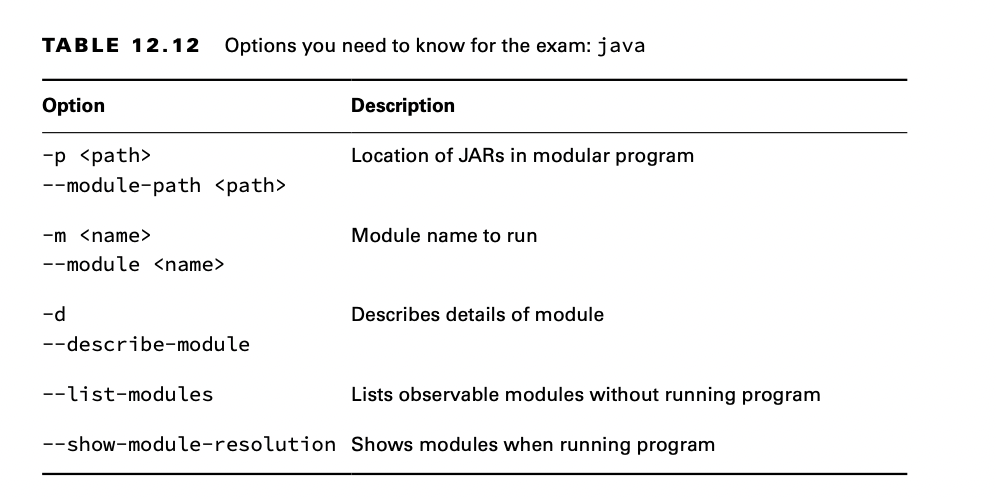 TABLE 12.12 Options you need to know for the exam: java
Option Description
-p <path> Location of JARs in modular program
--module-path <path>
-m <name> Module name to run
--module <name>
-d Describes details of module
--describe-module
--list-modules Lists observable modules without running program
--show-module-resolution Shows modules when running program